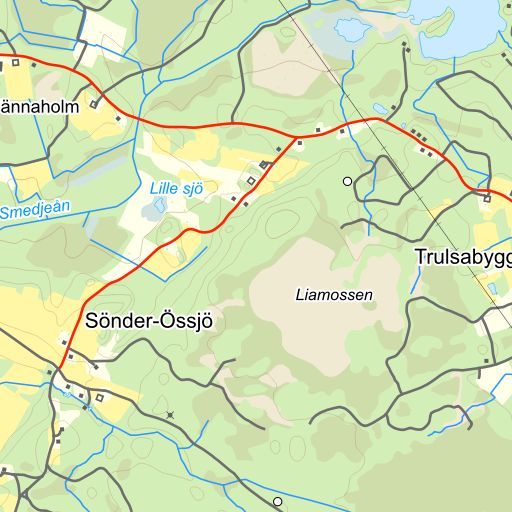 ännaholm
Lille sjö
Smedjeån
Trulsabygg
Liamossen
Sönder-Össjö